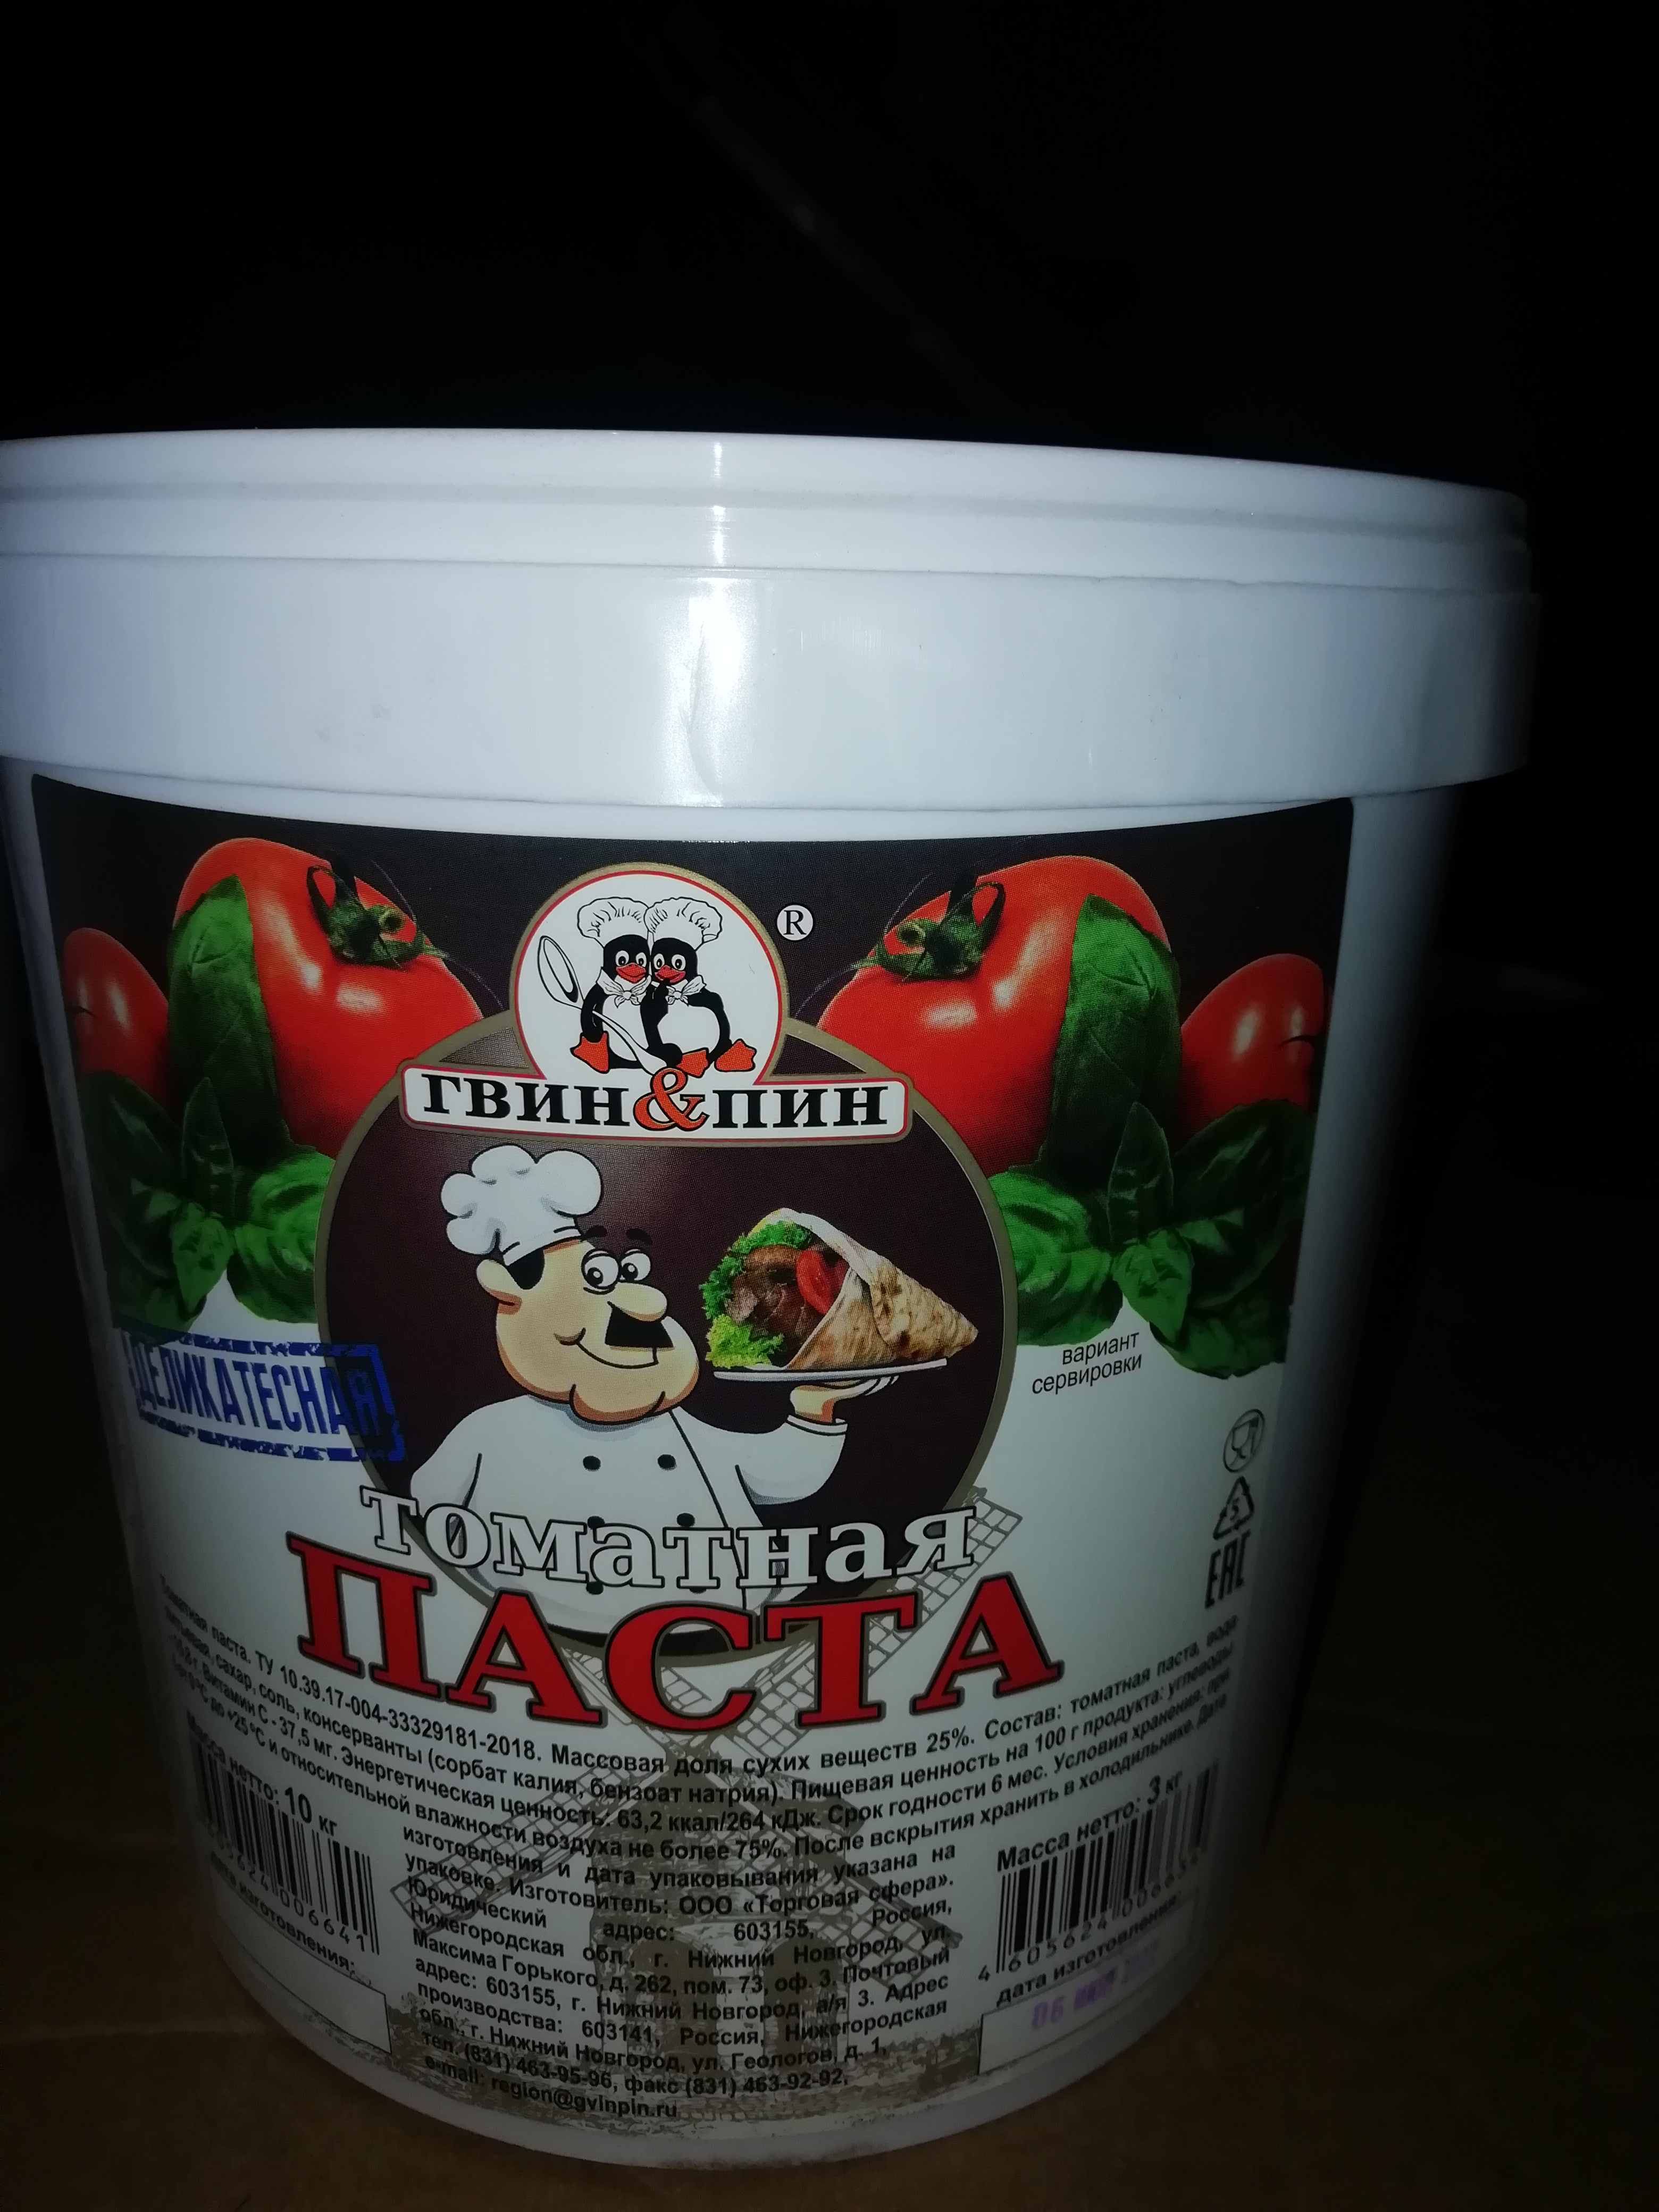 ®
ГВИН&ПИН
вариант
сервировки
ДЕЛИКАТЕСНАЯ
5
EAC
томатная
ПАСТА
Томатная паста. ТУ 10.39.17-004-33329181-2018. Массовая доля сухих веществ 25%. Состав: томатная паста, вода
питьевая, сахар, соль, консерванты (сорбат калия, бензоат натрия). Пищевая ценность на 100 г продукта: углеводы
Витамин С - 37,5 мг. Энергетическая ценность: 63,2 ккал/264 кДж. Срок годности 6 мес. Условия хранения: при
0°С до +25°С и относительной влажности воздуха не более 75%. После вскрытия хранить в холодильнике. Дата
изготовления и дата упаковывания указана на
упаковке. Изготовитель: ООО «Торговая сфера».
Юридический адрес: 603155, Россия,
Нижегородская обл., г. Нижний Новгород, ул.
Максима Горького, д. 262, пом. 73, оф. 3. Почтовый
адрес: 603155, г. Нижний Новгород, а/я 3. Адрес
производства: 603141, Россия, Нижегородская
обл., г. Нижний Новгород, ул. Геологов, д. 1,
тел. (831) 463-95-96, факс (831) 463-92-92,
e-mail: region@gvinpin.ru
Масса нетто: 10 кг
дата изготовления:
Масса нетто: 3 кг
дата изготовления:
06